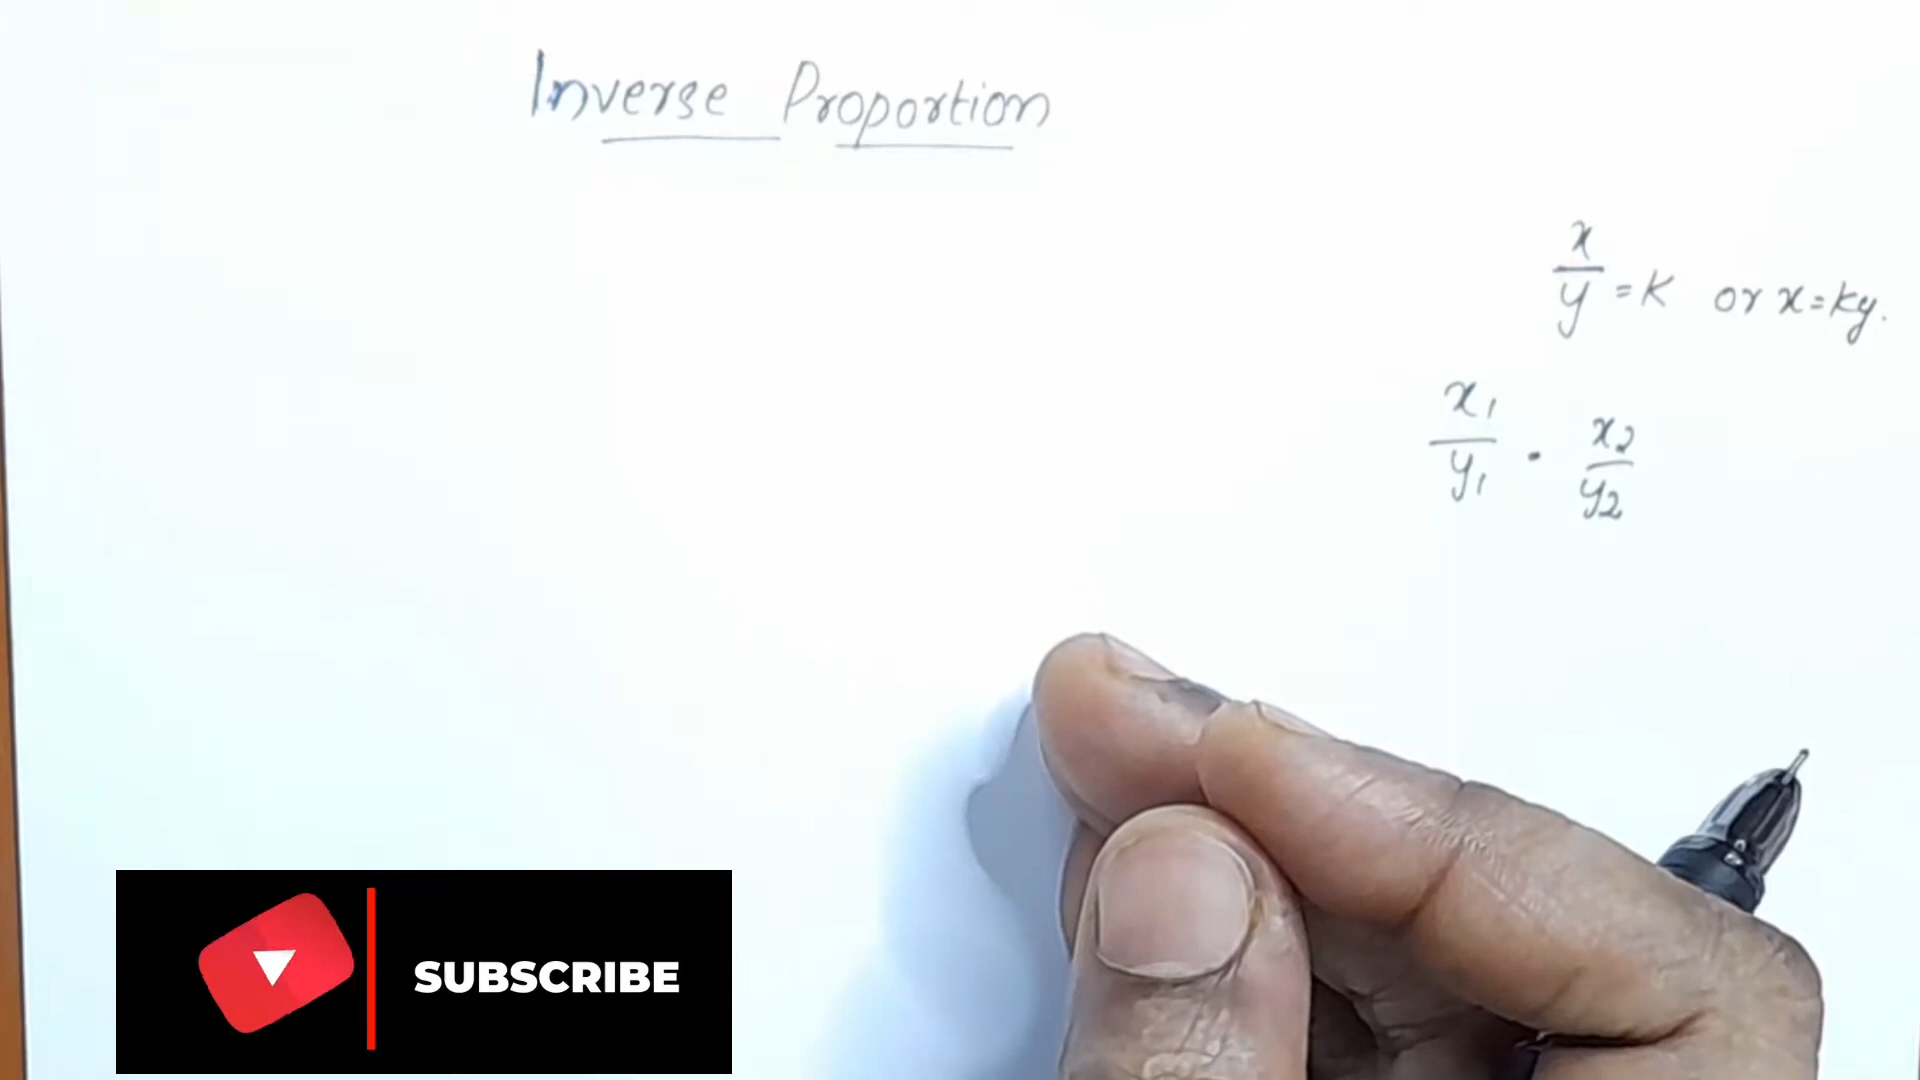 Inverse Proportion
x/y = K or x = ky.
x1/y1 · x2/y2
SUBSCRIBE